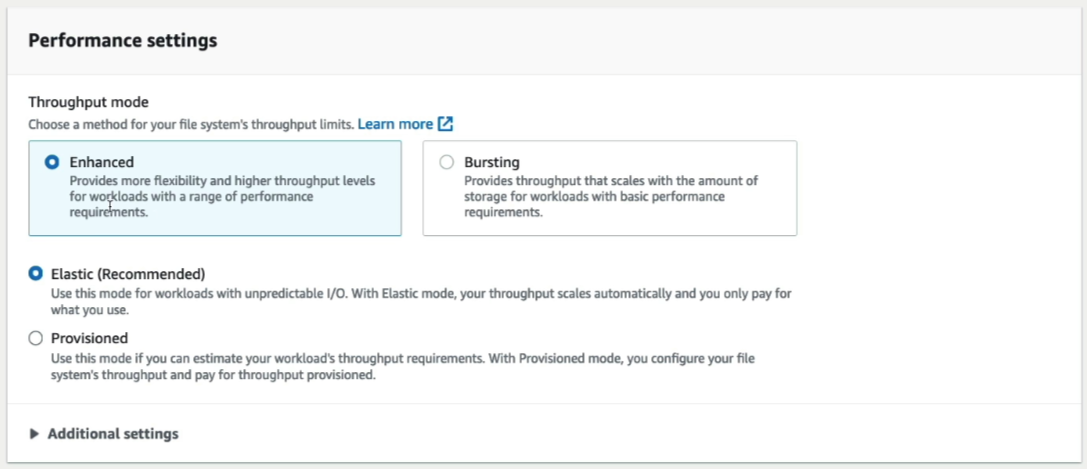 Performance settings
Throughput mode
Choose a method for your file system's throughput limits. Learn more
Enhanced
Provides more flexibility and higher throughput levels
for workloads with a range of performance
requirements.
Bursting
Provides throughput that scales with the amount of
storage for workloads with basic performance
requirements.
Elastic (Recommended)
Use this mode for workloads with unpredictable I/O. With Elastic mode, your throughput scales automatically and you only pay for
what you use.
Provisioned
Use this mode if you can estimate your workload's throughput requirements. With Provisioned mode, you configure your file
system's throughput and pay for throughput provisioned.
Additional settings